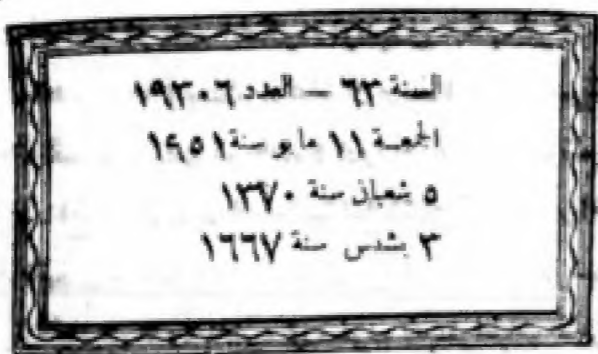 السنة ٦٣ — العدد ١٩٣٠٦
الجمعة ١١ مايو سنة ١٩٥١
٥ شعبان سنة ١٣٧٠
٣ بشنس سنة ١٦٦٧